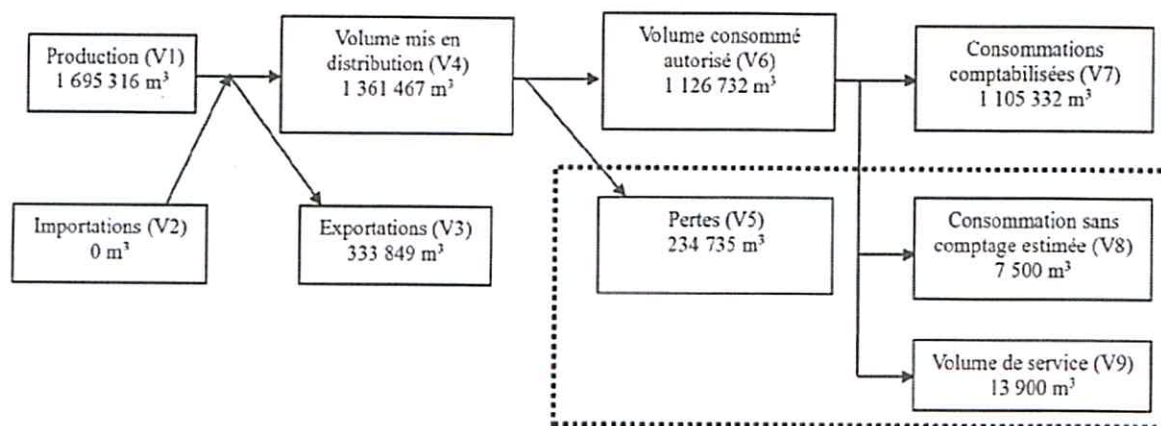 Production (V1)
1 695 316 m³
Volume mis en
distribution (V4)
1 361 467 m³
Volume consommé
autorisé (V6)
1 126 732 m³
Consommations
comptabilisées (V7)
1 105 332 m³
Importations (V2)
0 m³
Exportations (V3)
333 849 m³
Pertes (V5)
234 735 m³
Consommation sans
comptage estimée (V8)
7 500 m³
Volume de service (V9)
13 900 m³